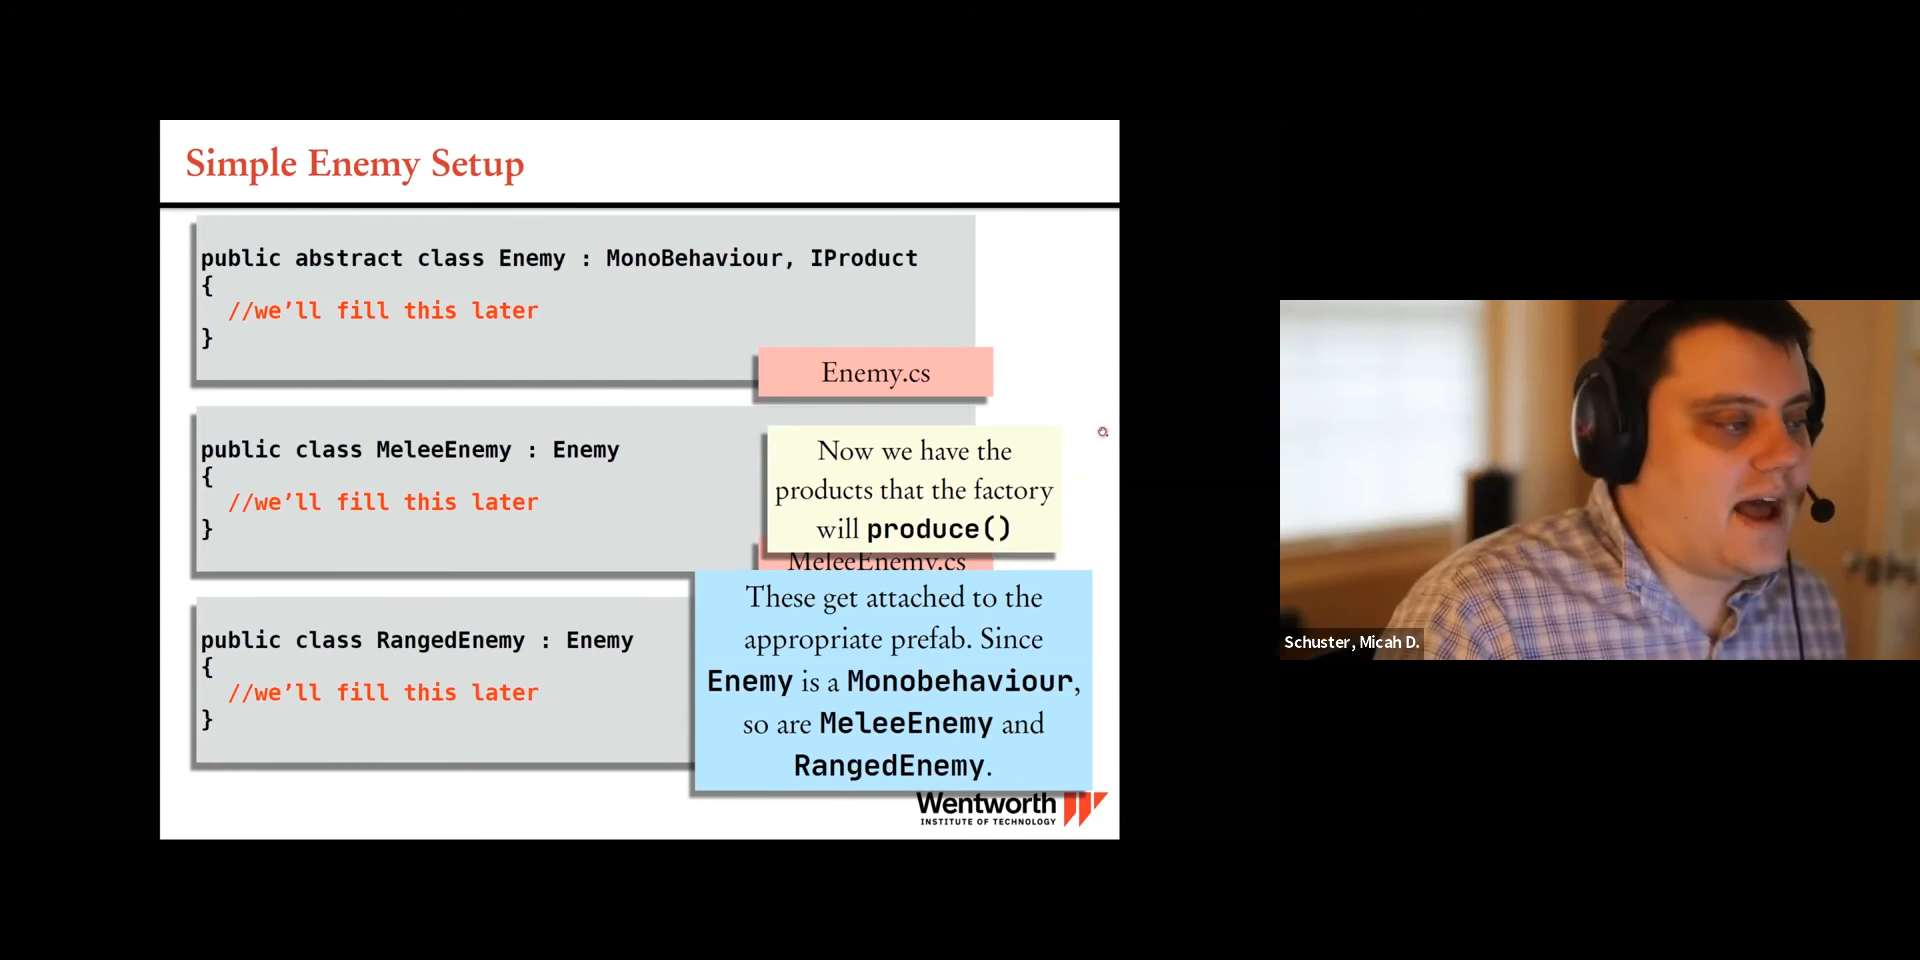 Simple Enemy Setup
public abstract class Enemy : MonoBehaviour, IProduct
{
//we’ll fill this later
}
Enemy.cs
public class MeleeEnemy : Enemy
{
//we’ll fill this later
}
Now we have the
products that the factory
will produce()
MeleeEnemy.cs
public class RangedEnemy : Enemy
{
//we’ll fill this later
}
These get attached to the
appropriate prefab. Since
Enemy is a Monobehaviour,
so are MeleeEnemy and
RangedEnemy.
Wentworth
INSTITUTE OF TECHNOLOGY
Schuster, Micah D.